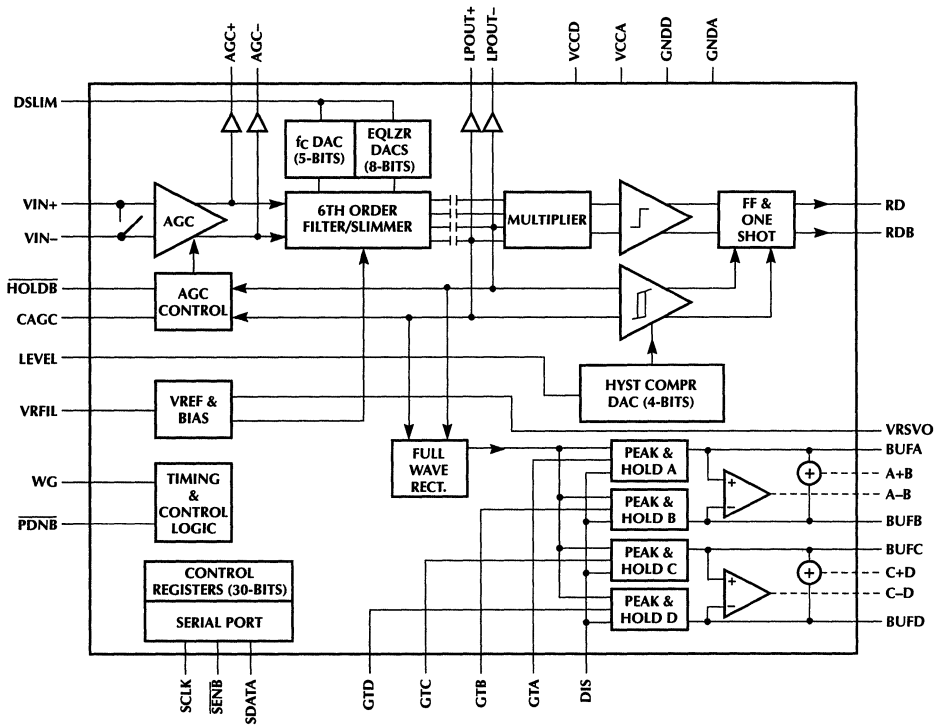 AGC+
AGC–
LPOUT+
LPOUT–
VCCD
VCCA
GNDD
GNDA
DSLIM
fC DAC
(5-BITS)
EQLZR
DACS
(8-BITS)
VIN+
VIN–
AGC
6TH ORDER
FILTER/SLIMMER
MULTIPLIER
FF &
ONE
SHOT
RD
RDB
HOLDB
CAGC
AGC
CONTROL
LEVEL
HYST COMPR
DAC (4-BITS)
VRFIL
VREF &
BIAS
VRSVO
FULL
WAVE
RECT.
PEAK &
HOLD A
PEAK &
HOLD B
PEAK &
HOLD C
PEAK &
HOLD D
+
–
+
–
+
+
BUFA
A+B
A–B
BUFB
BUFC
C+D
C–D
BUFD
WG
PDNB
TIMING
&
CONTROL
LOGIC
CONTROL
REGISTERS (30-BITS)
SERIAL PORT
SCLK
SENB
SDATA
GTD
GTC
GTB
GTA
DIS